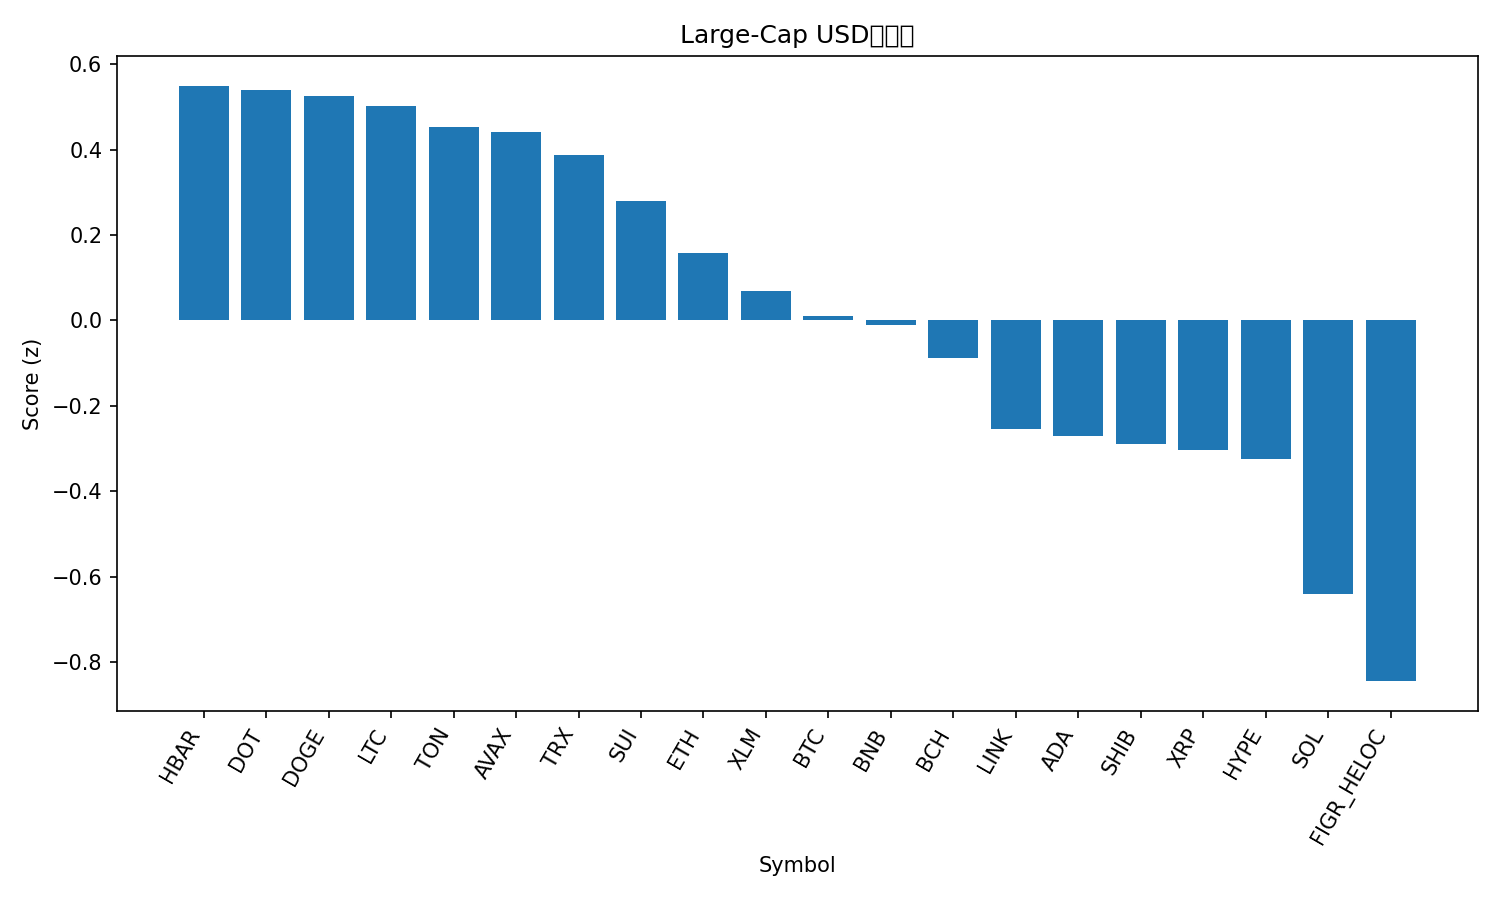 Large-Cap USD
0.6
0.4
0.2
0.0
−0.2
−0.4
−0.6
−0.8
Score (z)
HBAR
DOT
DOGE
LTC
TON
AVAX
TRX
SUI
ETH
XLM
BTC
BNB
BCH
LINK
ADA
SHIB
XRP
HYPE
SOL
FIGR_HELOC
Symbol